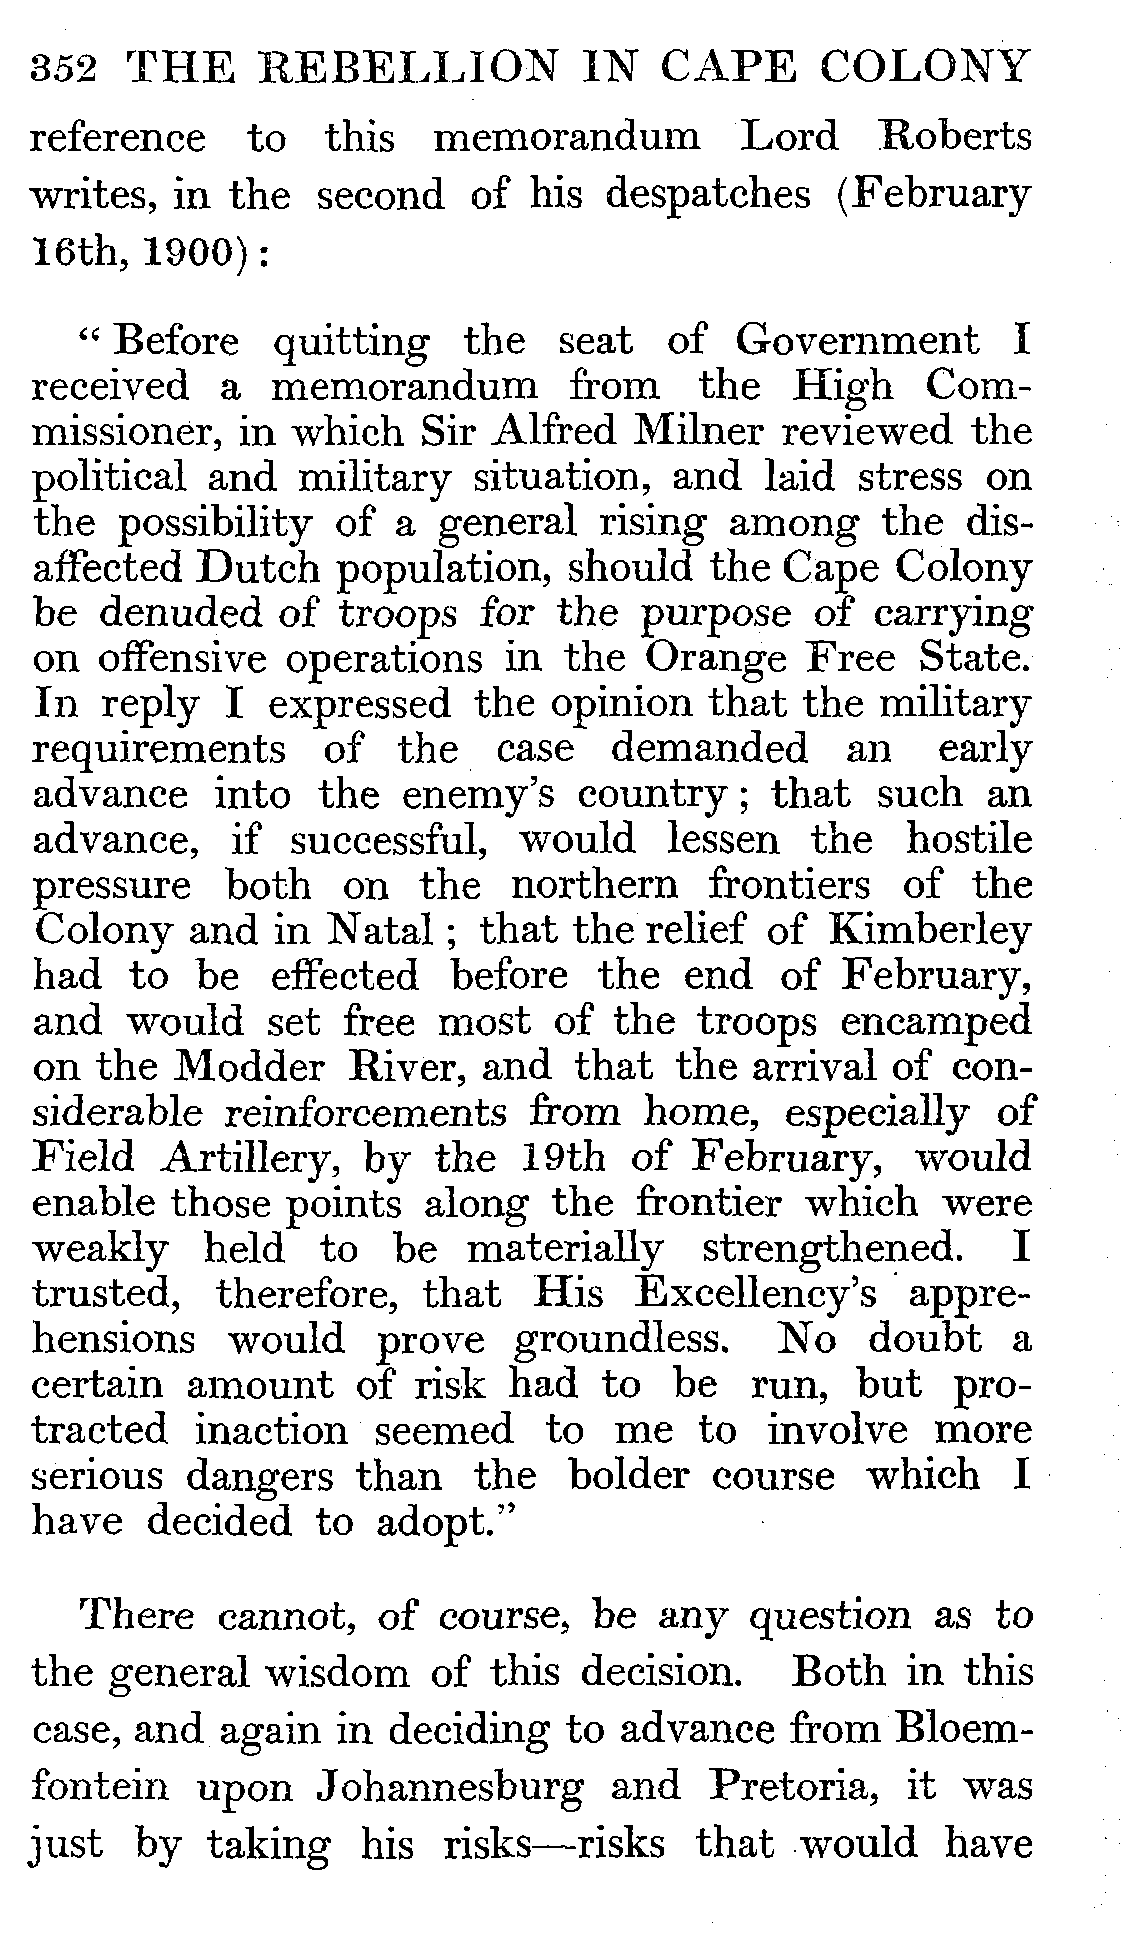 352 THE REBELLION IN CAPE COLONY
reference to this memorandum Lord Roberts
writes, in the second of his despatches (February
16th, 1900):
“Before quitting the seat of Government I
received a memorandum from the High Com-
missioner, in which Sir Alfred Milner reviewed the
political and military situation, and laid stress on
the possibility of a general rising among the dis-
affected Dutch population, should the Cape Colony
be denuded of troops for the purpose of carrying
on offensive operations in the Orange Free State.
In reply I expressed the opinion that the military
requirements of the case demanded an early
advance into the enemy's country; that such an
advance, if successful, would lessen the hostile
pressure both on the northern frontiers of the
Colony and in Natal; that the relief of Kimberley
had to be effected before the end of February,
and would set free most of the troops encamped
on the Modder River, and that the arrival of con-
siderable reinforcements from home, especially of
Field Artillery, by the 19th of February, would
enable those points along the frontier which were
weakly held to be materially strengthened. I
trusted, therefore, that His Excellency's appre-
hensions would prove groundless. No doubt a
certain amount of risk had to be run, but pro-
tracted inaction seemed to me to involve more
serious dangers than the bolder course which I
have decided to adopt.”
There cannot, of course, be any question as to
the general wisdom of this decision. Both in this
case, and again in deciding to advance from Bloem-
fontein upon Johannesburg and Pretoria, it was
just by taking his risks—risks that would have